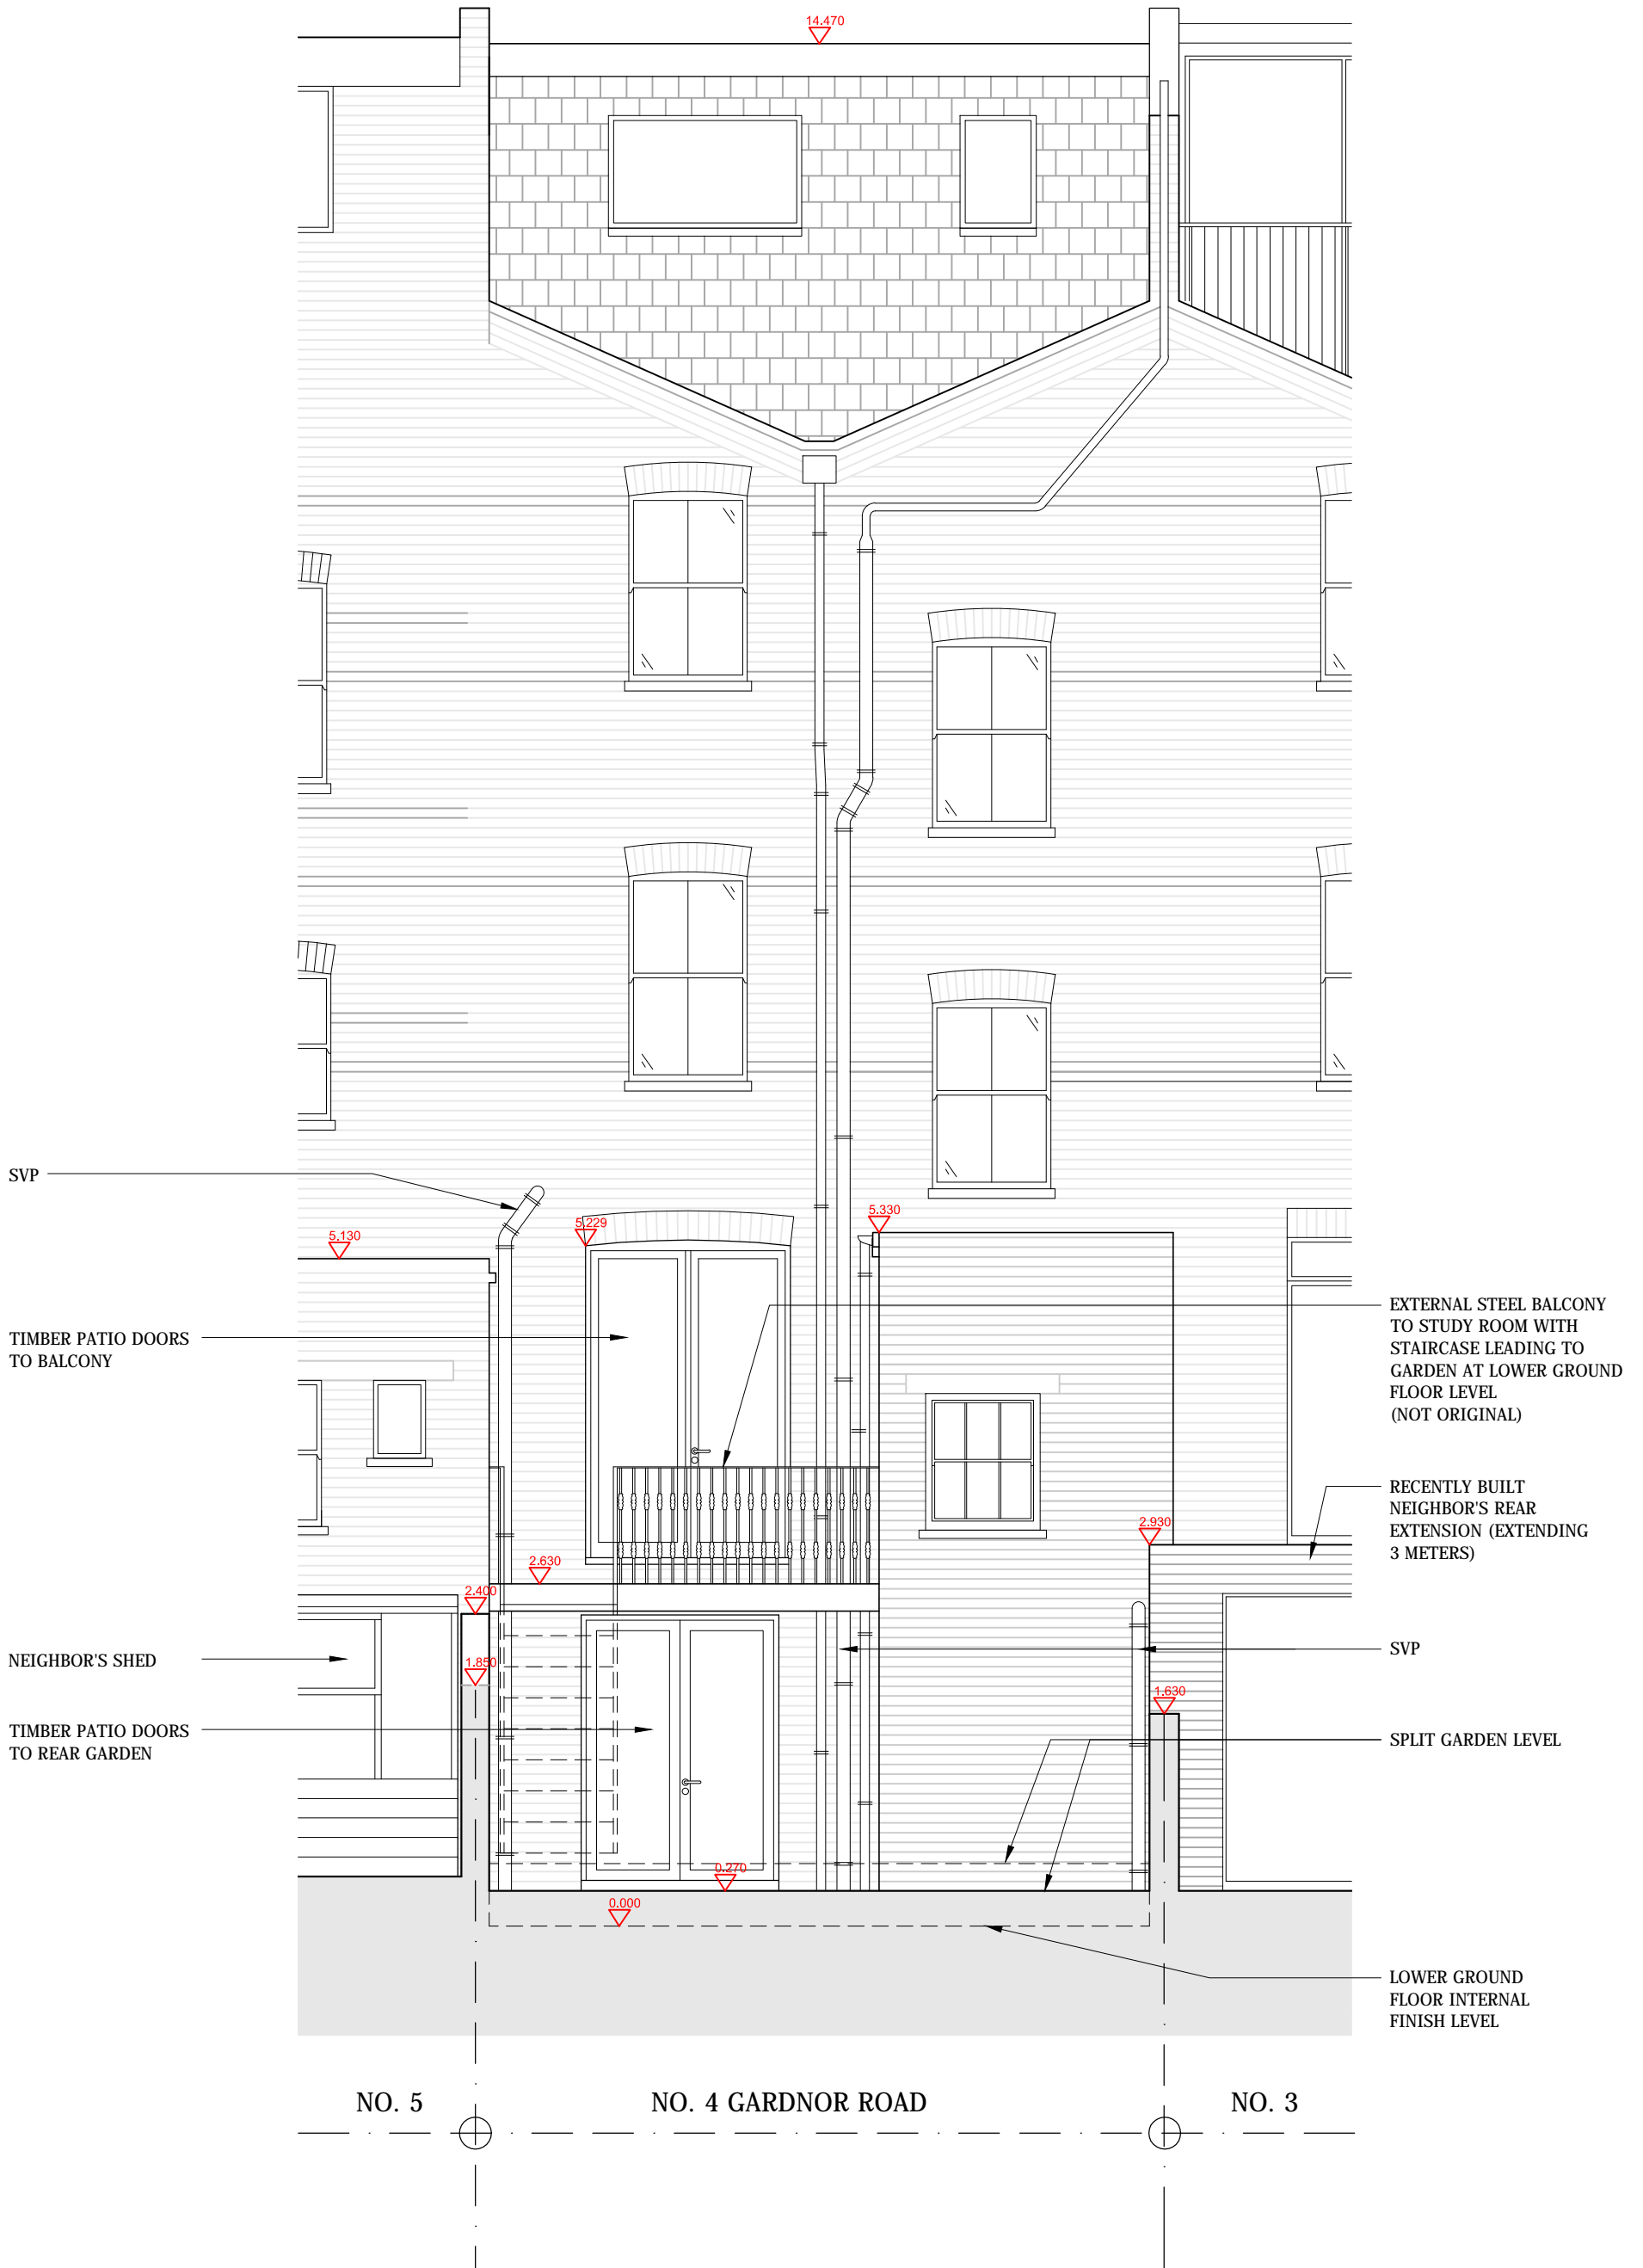 14.470
SVP
5.229
5.330
5.130
EXTERNAL STEEL BALCONY
TO STUDY ROOM WITH
STAIRCASE LEADING TO
GARDEN AT LOWER GROUND
FLOOR LEVEL
(NOT ORIGINAL)
TIMBER PATIO DOORS
TO BALCONY
RECENTLY BUILT
NEIGHBOR'S REAR
EXTENSION (EXTENDING
3 METERS)
2.930
2.630
2.400
NEIGHBOR'S SHED
SVP
1.850
1.630
TIMBER PATIO DOORS
TO REAR GARDEN
SPLIT GARDEN LEVEL
0.270
0.000
LOWER GROUND
FLOOR INTERNAL
FINISH LEVEL
NO. 5
NO. 4 GARDNOR ROAD
NO. 3